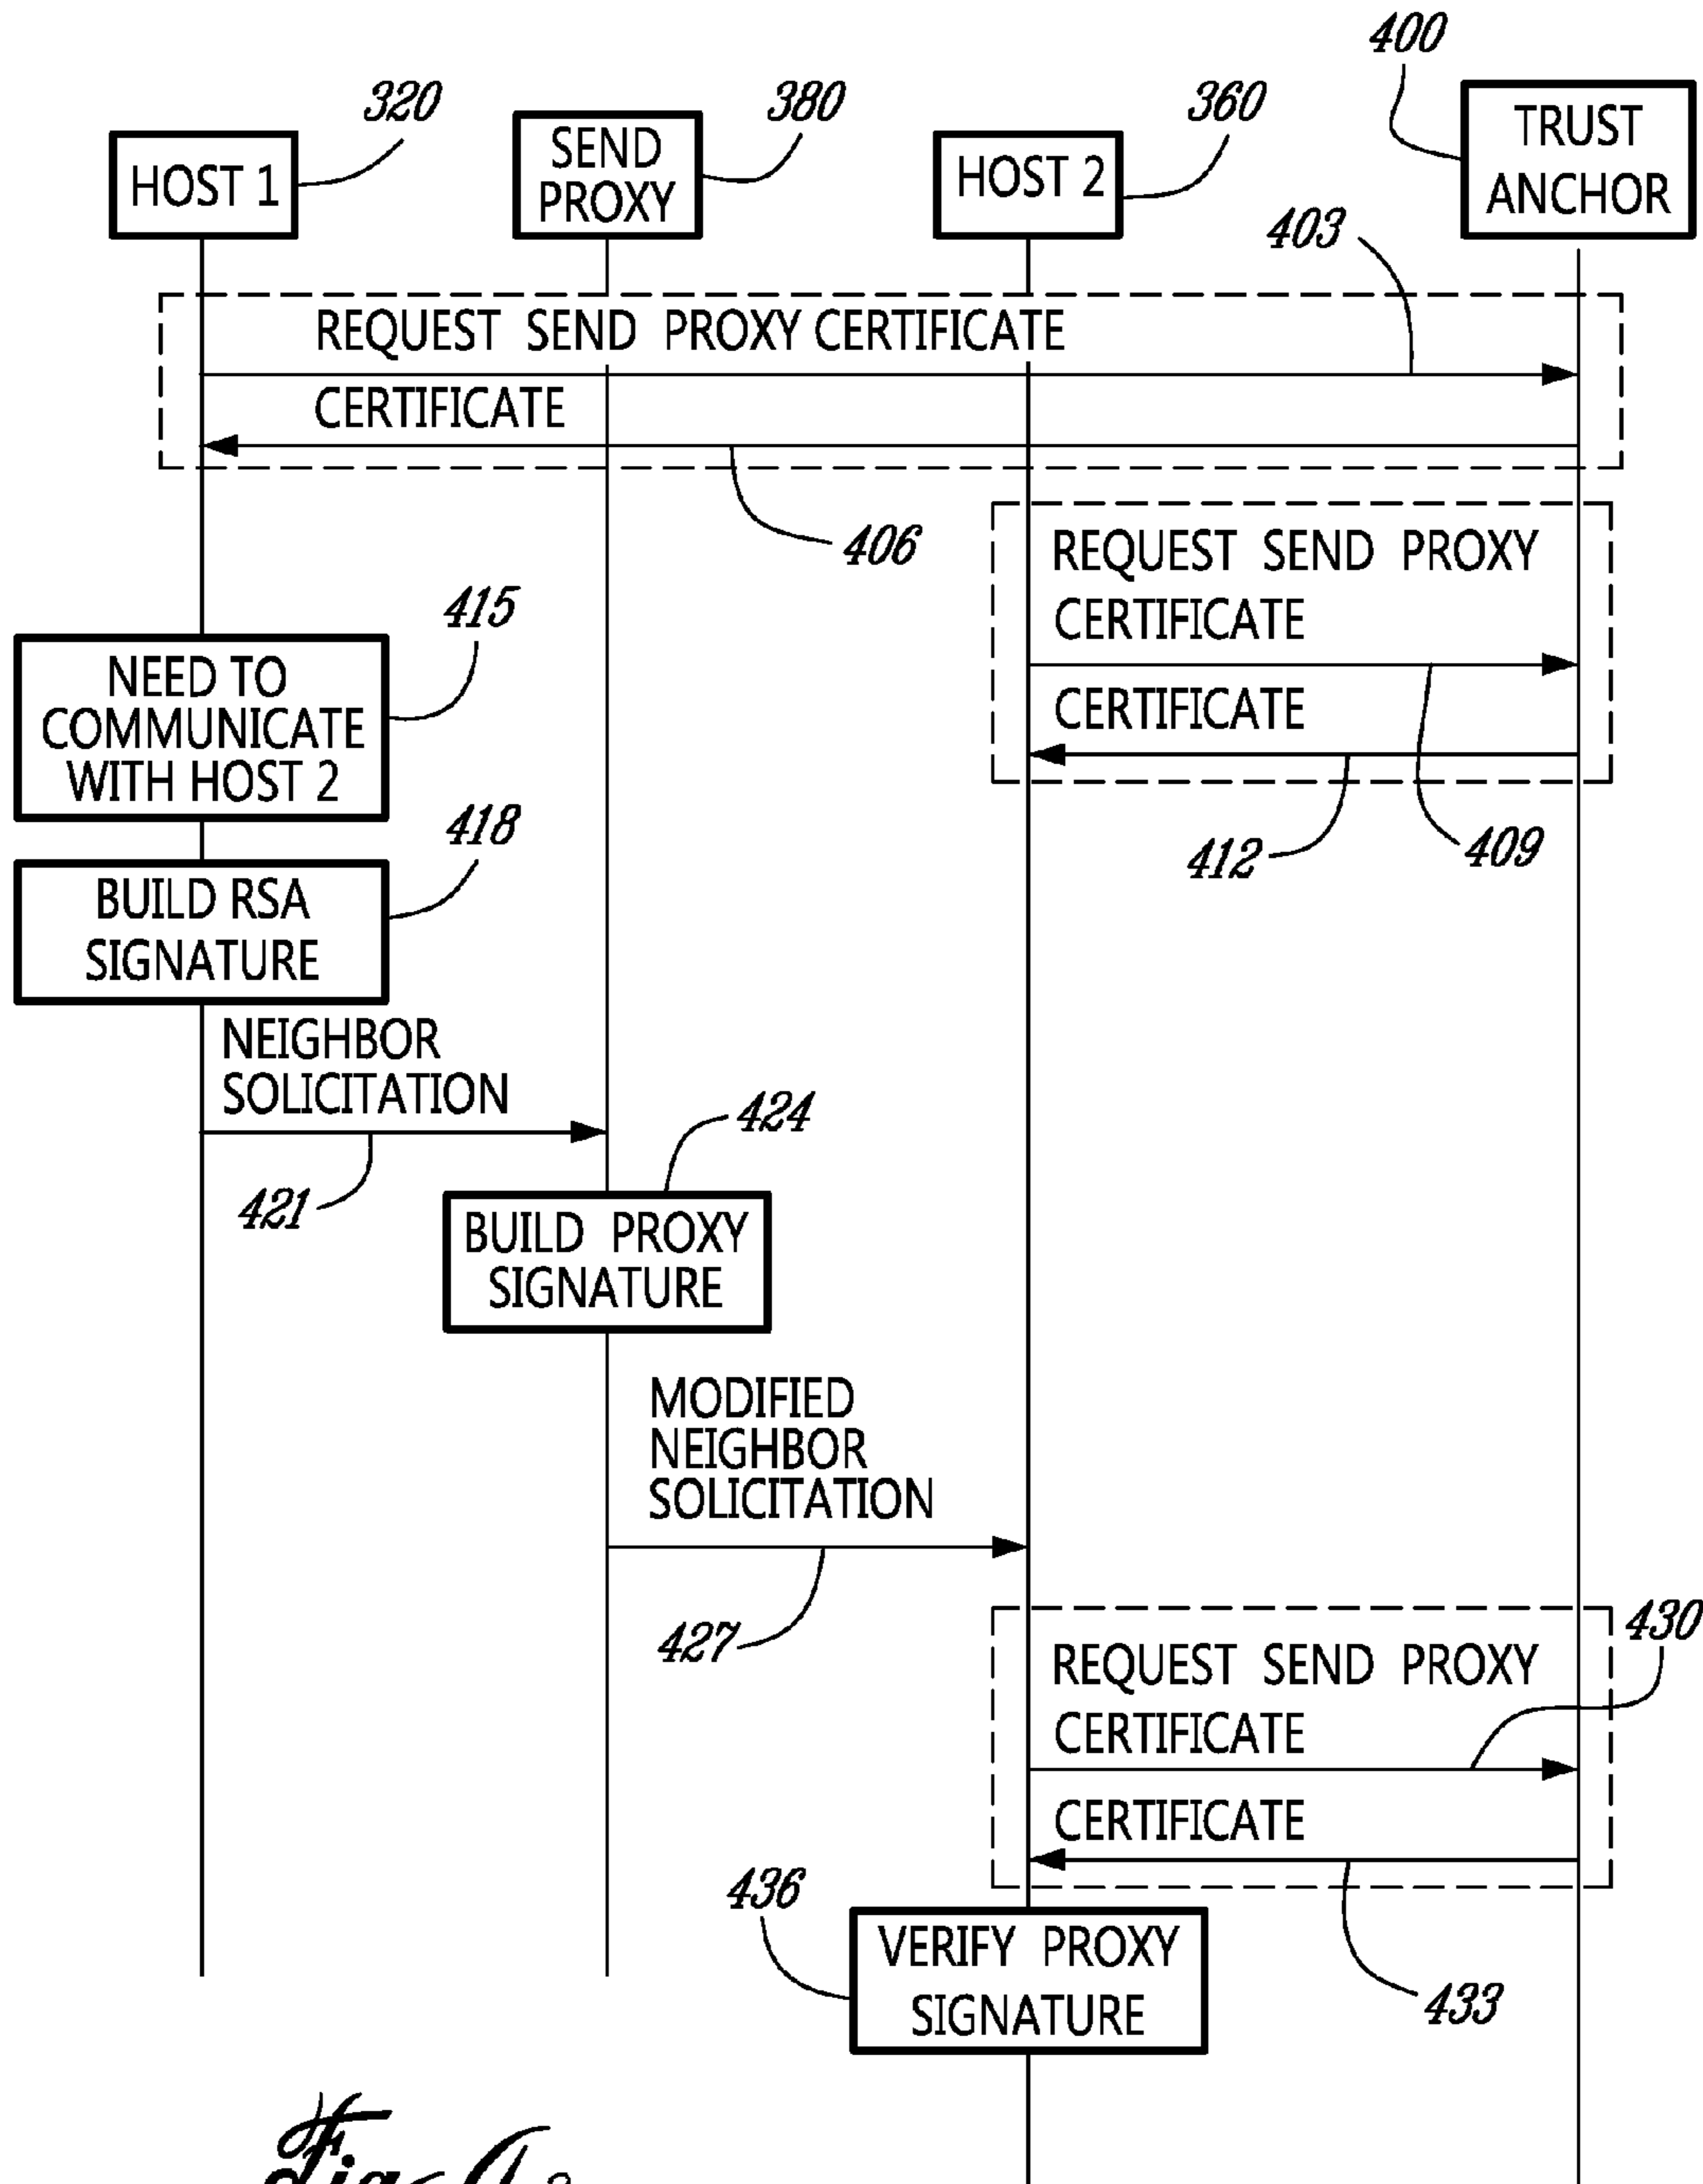 400
320
380
360
HOST 1
SEND
PROXY
HOST 2
TRUST
ANCHOR
403
REQUEST SEND PROXY CERTIFICATE
CERTIFICATE
406
REQUEST SEND PROXY
CERTIFICATE
CERTIFICATE
412
409
415
NEED TO
COMMUNICATE
WITH HOST 2
418
BUILD RSA
SIGNATURE
NEIGHBOR
SOLICITATION
421
424
BUILD PROXY
SIGNATURE
MODIFIED
NEIGHBOR
SOLICITATION
427
430
REQUEST SEND PROXY
CERTIFICATE
CERTIFICATE
433
436
VERIFY PROXY
SIGNATURE